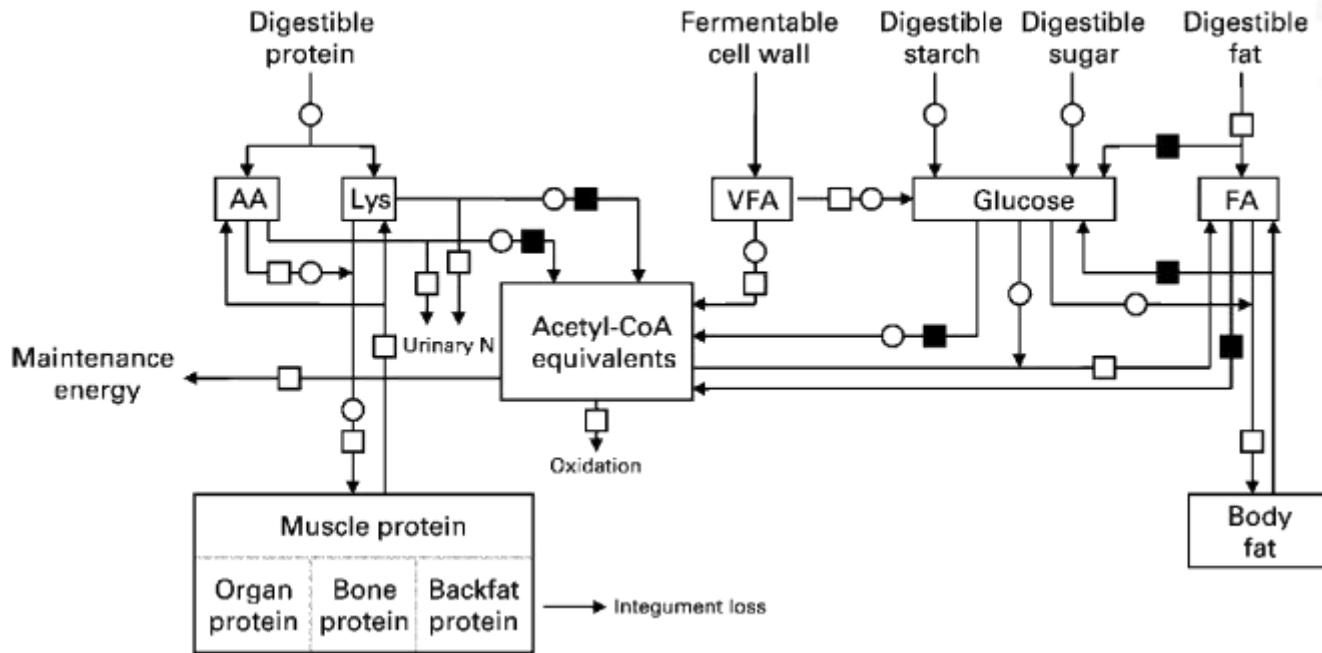 Digestible
protein
Fermentable
cell wall
Digestible
starch
Digestible
sugar
Digestible
fat
AA
Lys
VFA
Glucose
FA
Acetyl-CoA
equivalents
Urinary N
Maintenance
energy
Oxidation
Muscle protein
Organ
protein
Bone
protein
Backfat
protein
Integument loss
Body
fat